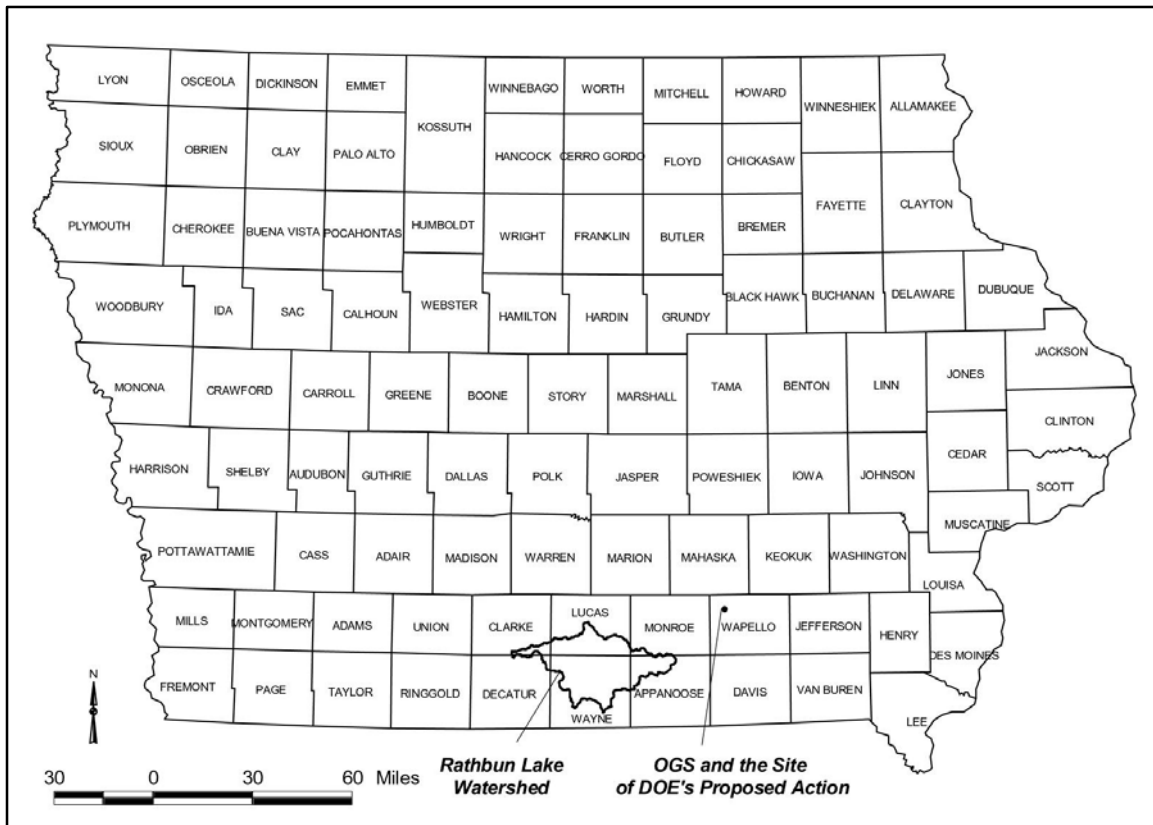 LYON OSCEOLA DICKINSON EMMET WINNEBAGO WORTH MITCHELL HOWARD WINNESHIEK ALLAMAKEE
KOSSUTH
SIOUX OBRIEN CLAY PALO ALTO HANCOCK CERRO GORDO FLOYD CHICKASAW
FAYETTE CLAYTON
PLYMOUTH CHEROKEE BUENA VISTA POCAHONTAS HUMBOLDT WRIGHT FRANKLIN BUTLER BREMER
WOODBURY IDA SAC CALHOUN WEBSTER HAMILTON HARDIN GRUNDY BLACK HAWK BUCHANAN DELAWARE DUBUQUE
JACKSON
MONONA CRAWFORD CARROLL GREENE BOONE STORY MARSHALL TAMA BENTON LINN JONES
CLINTON
HARRISON SHELBY AUDUBON GUTHRIE DALLAS POLK JASPER POWESHIEK IOWA JOHNSON CEDAR
SCOTT
MUSCATINE
POTTAWATTAMIE CASS ADAIR MADISON WARREN MARION MAHASKA KEOKUK WASHINGTON
LOUISA
MILLS MONTGOMERY ADAMS UNION CLARKE LUCAS MONROE WAPELLO JEFFERSON HENRY
DES MOINES
FREMONT PAGE TAYLOR RINGGOLD DECATUR WAYNE APPANOOSE DAVIS VAN BUREN
LEE
N
Rathbun Lake
Watershed
OGS and the Site
of DOE's Proposed Action
30 0 30 60 Miles